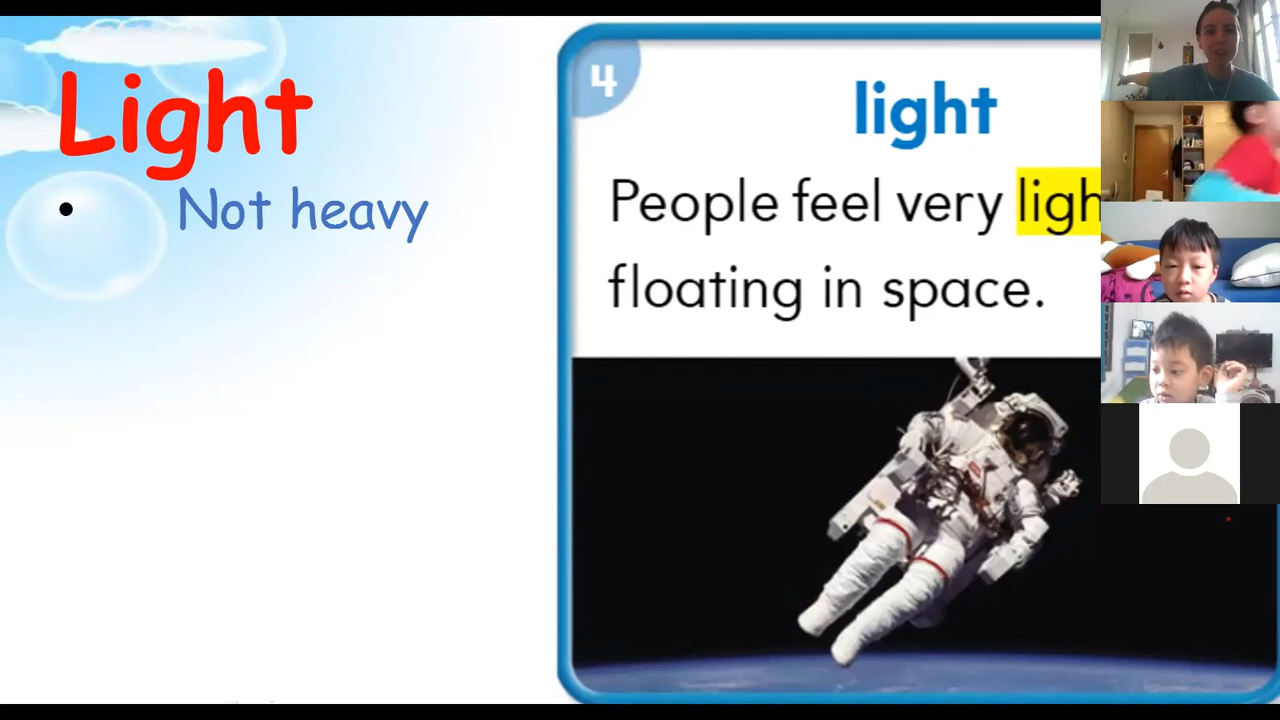 Light
• Not heavy
4
light
People feel very ligh
floating in space.